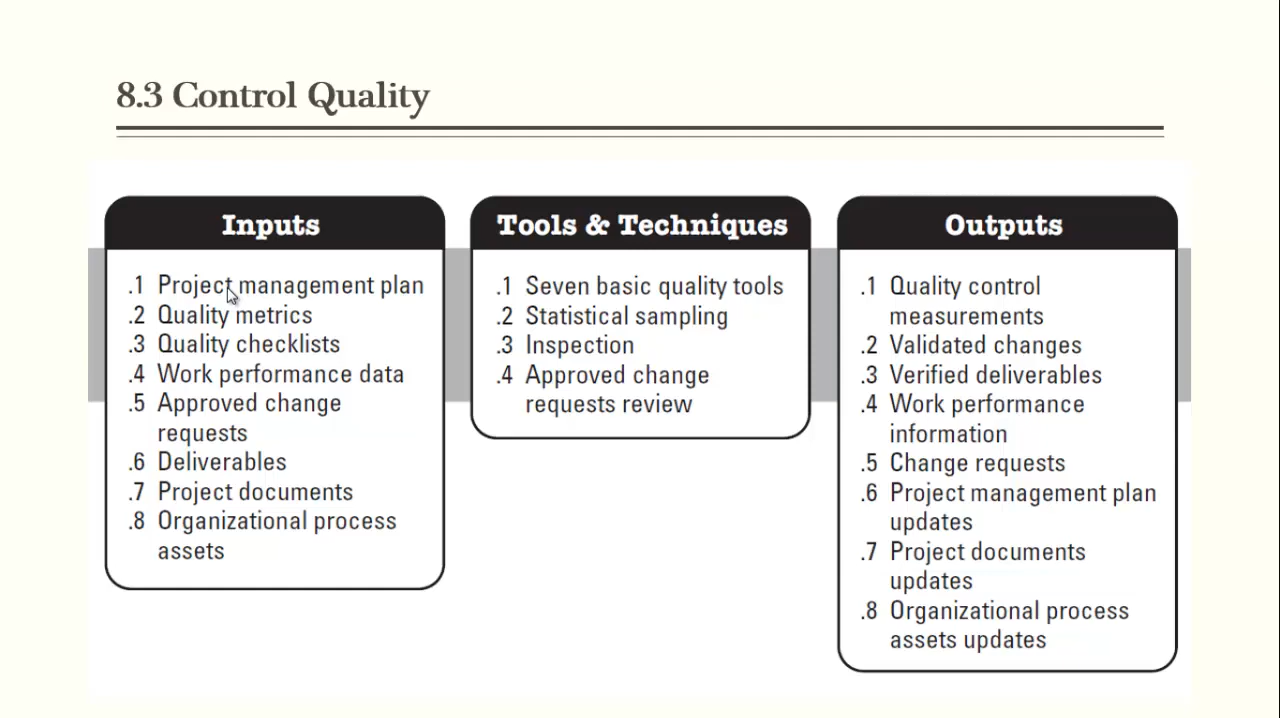 8.3 Control Quality
Inputs
.1 Project management plan
.2 Quality metrics
.3 Quality checklists
.4 Work performance data
.5 Approved change
requests
.6 Deliverables
.7 Project documents
.8 Organizational process
assets
Tools & Techniques
.1 Seven basic quality tools
.2 Statistical sampling
.3 Inspection
.4 Approved change
requests review
Outputs
.1 Quality control
measurements
.2 Validated changes
.3 Verified deliverables
.4 Work performance
information
.5 Change requests
.6 Project management plan
updates
.7 Project documents
updates
.8 Organizational process
assets updates